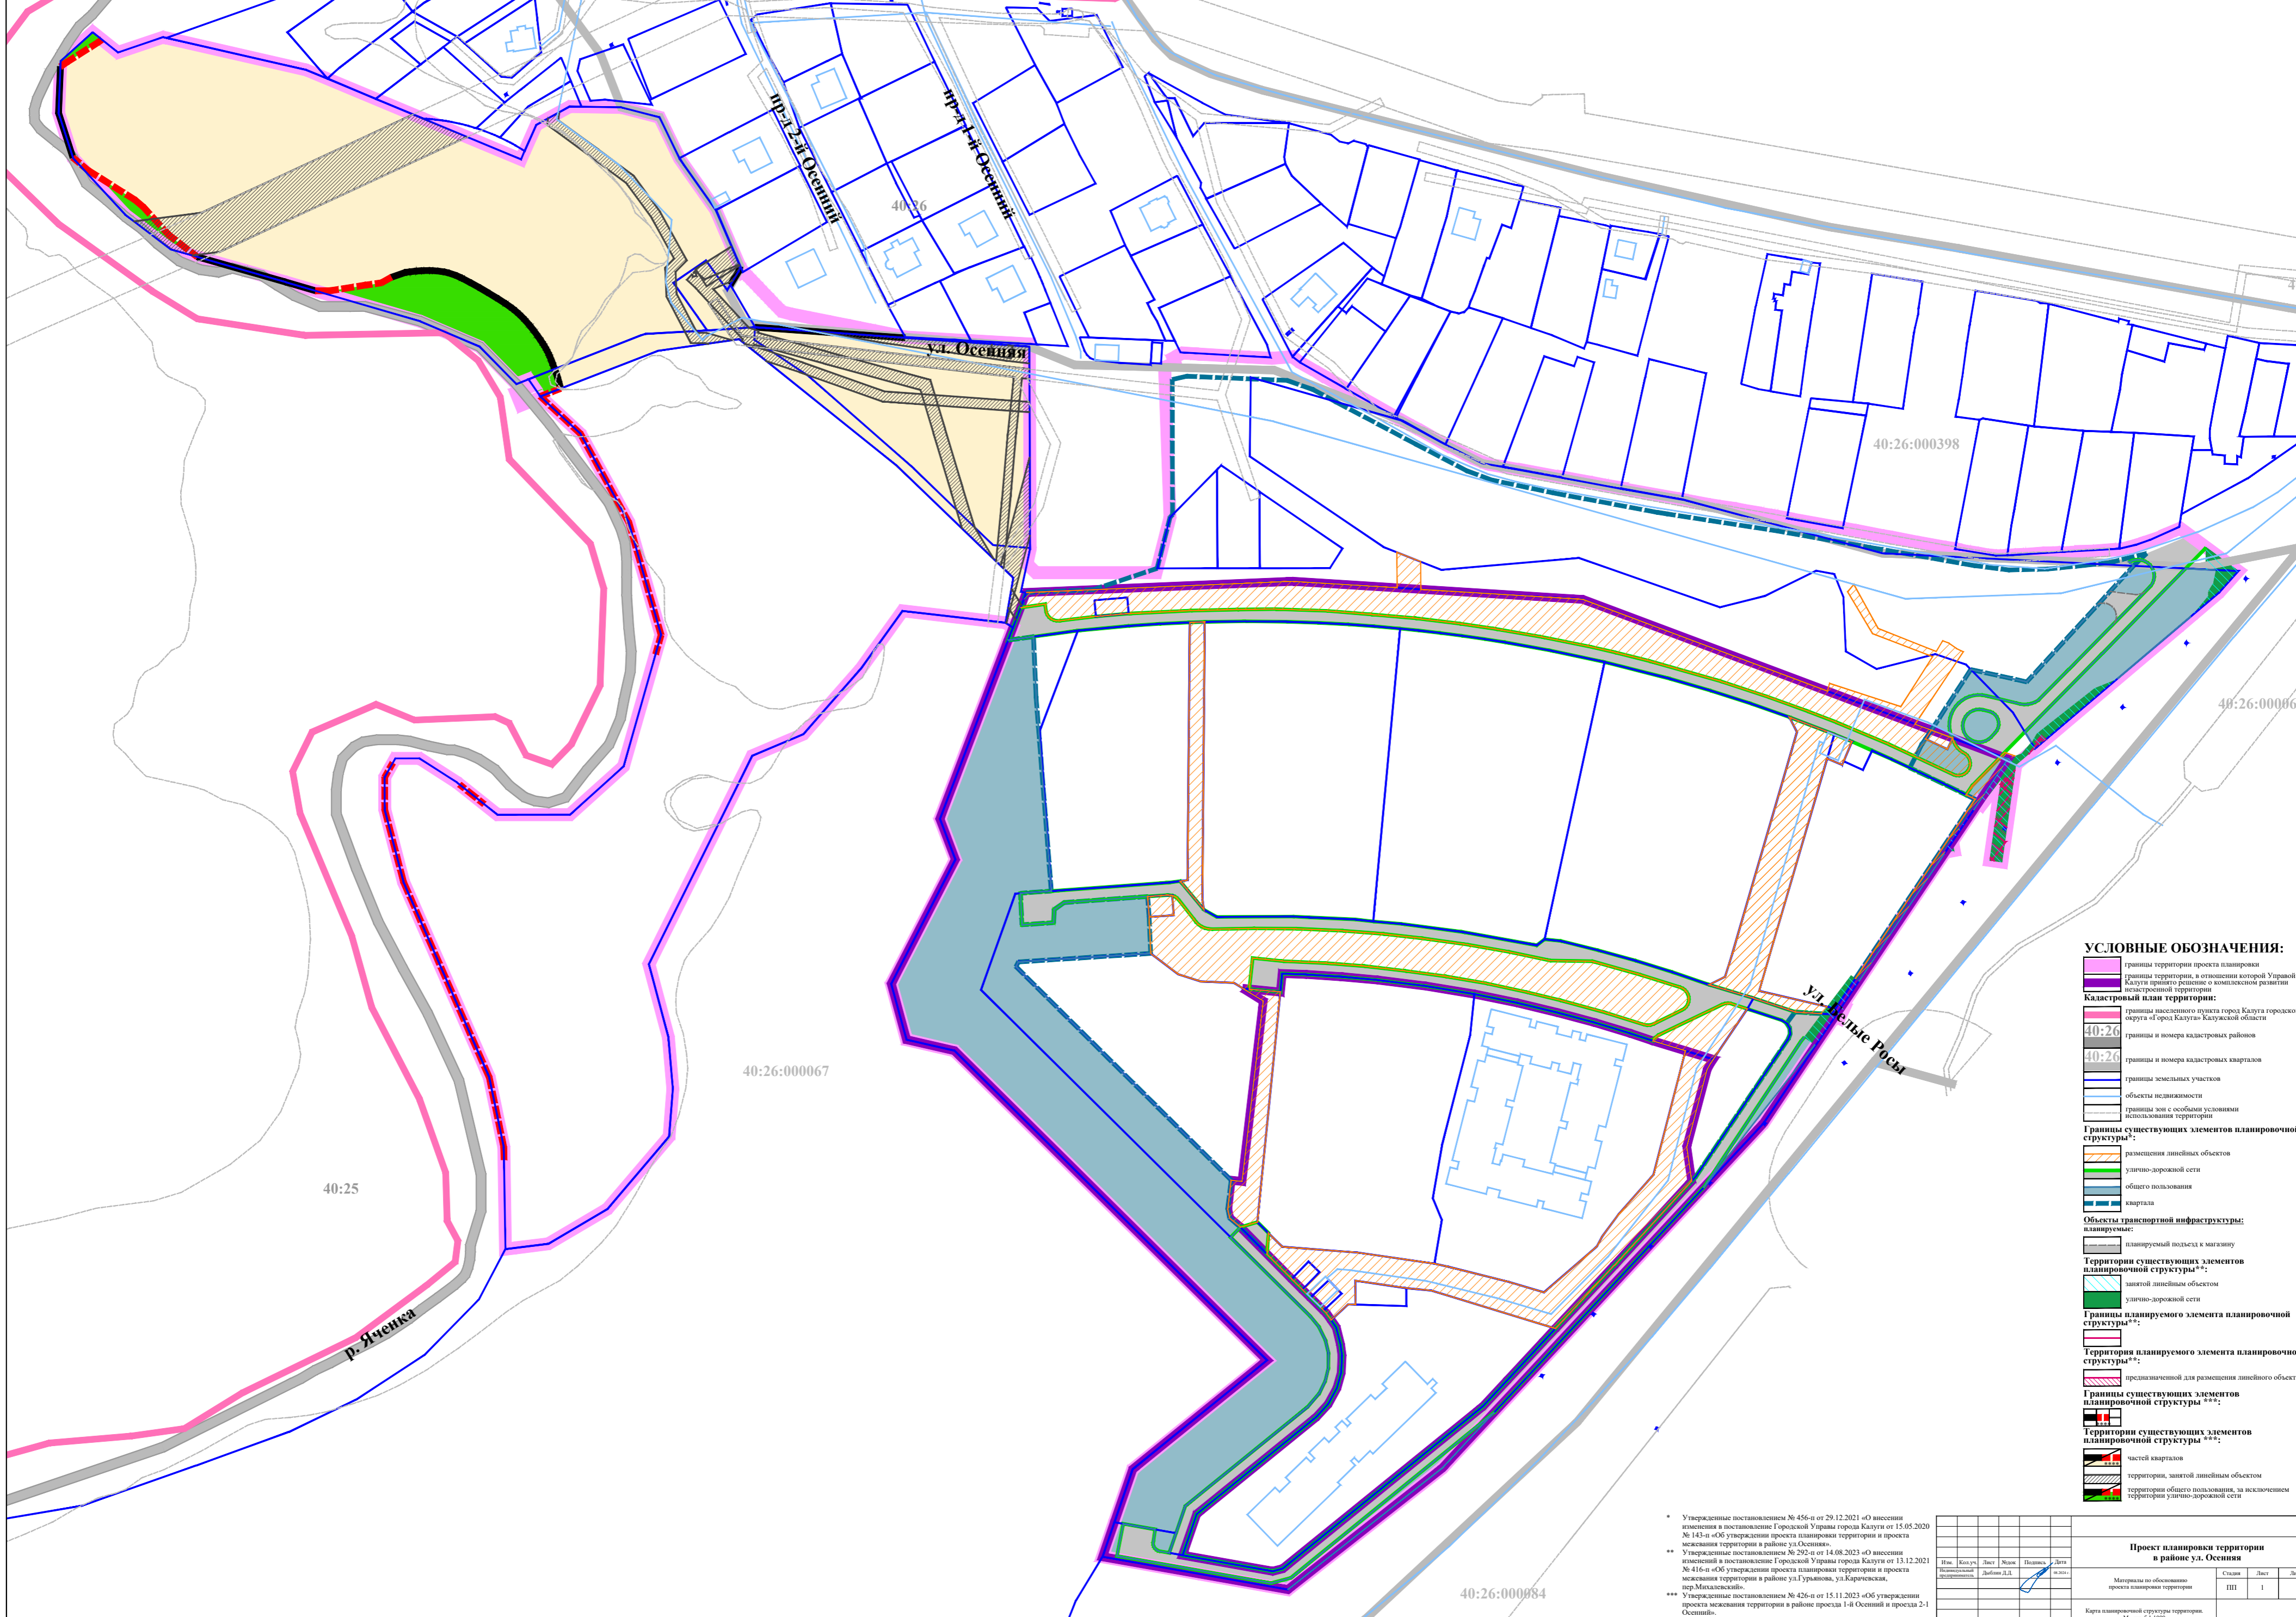 пр-д 2-й Осенний
пр-д 1-й Осенний
40:26
ул. Осенняя
40:26:000398
40:26:00006
40:26:000067
ул. Белые Росы
40:25
р. Яченка
40:26:000084
УСЛОВНЫЕ ОБОЗНАЧЕНИЯ:
границы территории проекта планировки
границы территории, в отношении которой Управой
Калуги принято решение о комплексном развитии
незастроенной территории
Кадастровый план территории:
границы населенного пункта город Калуга городско
округа «Город Калуга» Калужской области
40:26
границы и номера кадастровых районов
40:26
границы и номера кадастровых кварталов
границы земельных участков
объекты недвижимости
границы зон с особыми условиями
использования территории
Границы существующих элементов планировочной
структуры*:
размещения линейных объектов
улично-дорожной сети
общего пользования
квартала
Объекты транспортной инфраструктуры:
планируемые:
планируемый подъезд к магазину
Территории существующих элементов
планировочной структуры**:
занятой линейным объектом
улично-дорожной сети
Границы планируемого элемента планировочной
структуры**:
Территория планируемого элемента планировочно
структуры**:
предназначенной для размещения линейного объект
Границы существующих элементов
планировочной структуры ***:
****
Территории существующих элементов
планировочной структуры ***:
****
частей кварталов
территории, занятой линейным объектом
****
территории общего пользования, за исключением
территории улично-дорожной сети
* Утвержденные постановлением № 456-п от 29.12.2021 «О внесении
изменения в постановление Городской Управы города Калуги от 15.05.2020
№ 143-п «Об утверждении проекта планировки территории и проекта
межевания территории в районе ул.Осенняя».
** Утвержденные постановлением № 292-п от 14.08.2023 «О внесении
изменений в постановление Городской Управы города Калуги от 13.12.2021
№ 416-п «Об утверждении проекта планировки территории и проекта
межевания территории в районе ул.Гурьянова, ул.Карачевская,
пер.Михалевский».
*** Утвержденные постановлением № 426-п от 15.11.2023 «Об утверждении
проекта межевания территории в районе проезда 1-й Осенний и проезда 2-1
Осенний».
Проект планировки территории
в районе ул. Осенняя
Изм. Кол.уч. Лист №док Подпись Дата
Индивидуальный
предприниматель
Материалы по обоснованию
проекта планировки территории
Стадия Лист
ПП 1
Карта планировочной структуры территории.